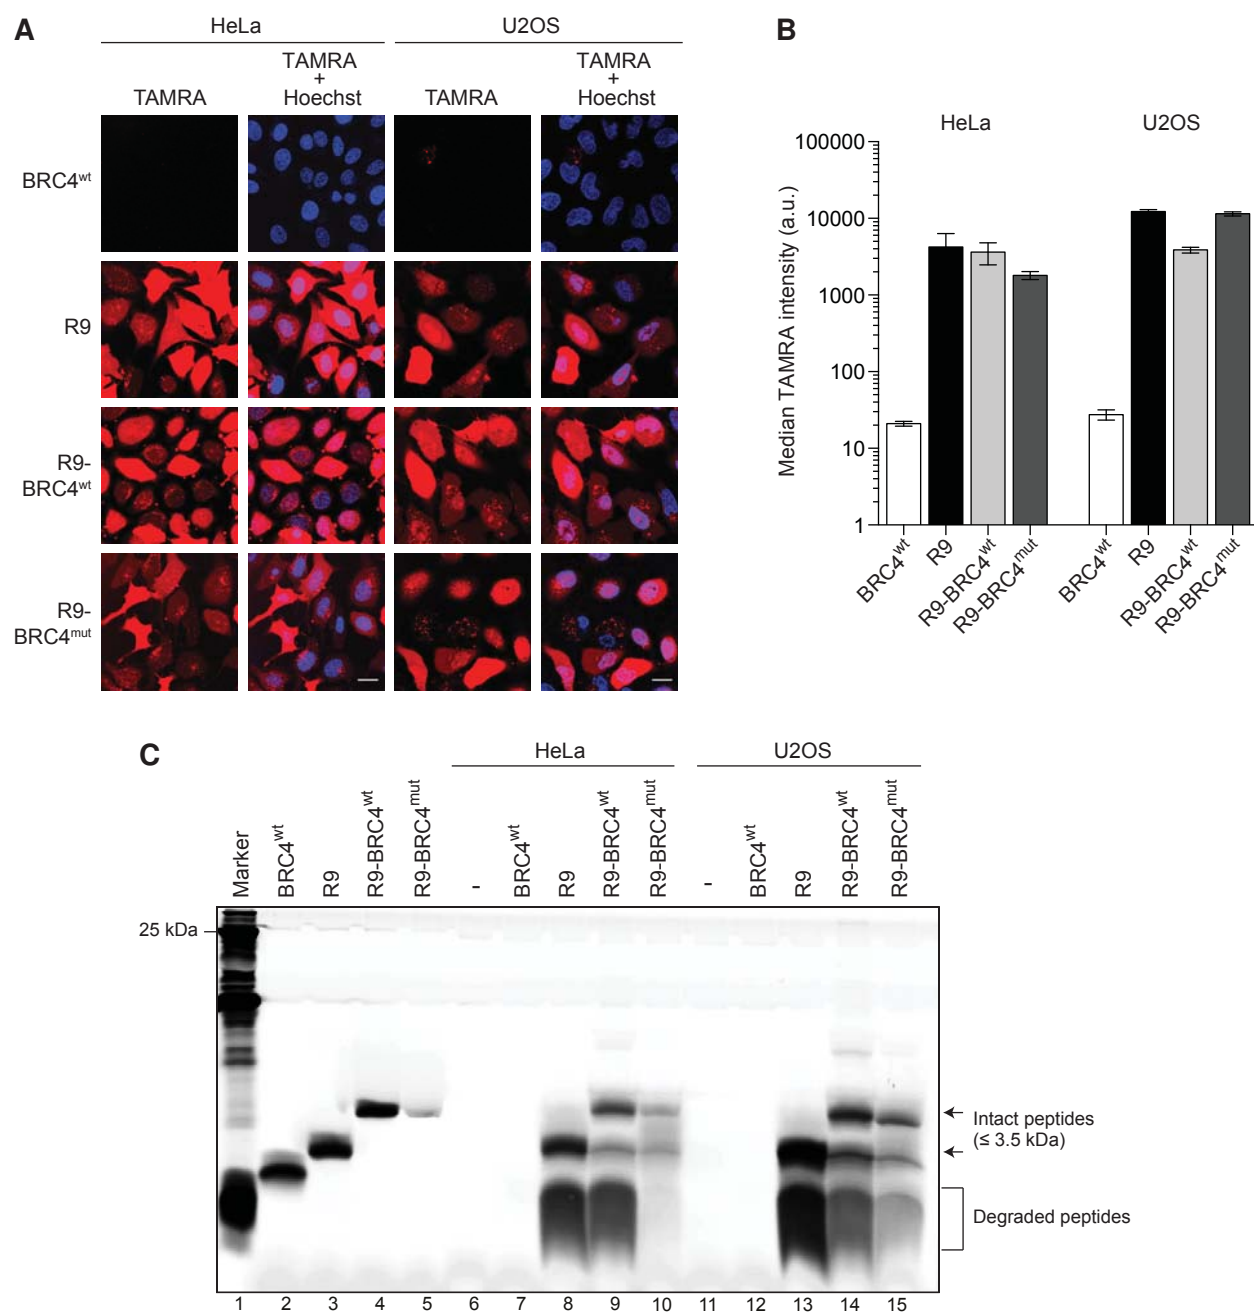 A
HeLa
U2OS
TAMRA
TAMRA
+
Hoechst
TAMRA
TAMRA
+
Hoechst
BRC4wt
R9
R9-
BRC4wt
R9-
BRC4mut
B
HeLa
U2OS
Median TAMRA intensity (a.u.)
100000
10000
1000
100
10
1
BRC4wt
R9
R9-BRC4wt
R9-BRC4mut
BRC4wt
R9
R9-BRC4wt
R9-BRC4mut
C
HeLa
U2OS
Marker
BRC4wt
R9
R9-BRC4wt
R9-BRC4mut
-
BRC4wt
R9
R9-BRC4wt
R9-BRC4mut
-
BRC4wt
R9
R9-BRC4wt
R9-BRC4mut
25 kDa
Intact peptides
(≤ 3.5 kDa)
Degraded peptides
1 2 3 4 5 6 7 8 9 10 11 12 13 14 15